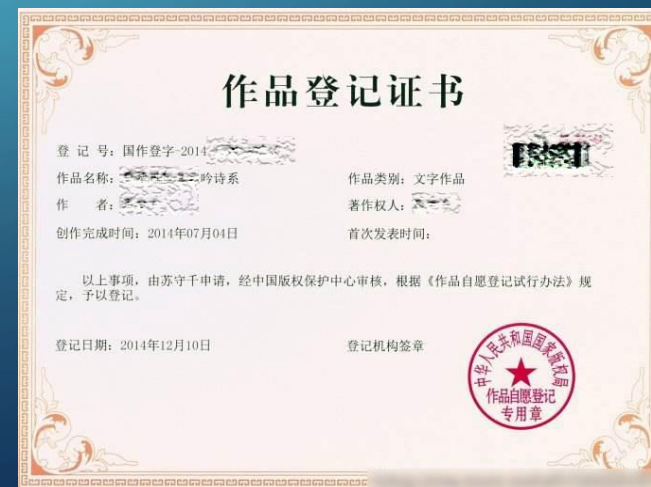 作品登记证书
登 记 号：国作登字-2014
作品名称： 吟诗系
作品类别：文字作品
作 者：
著作权人：
创作完成时间：2014年07月04日
首次发表时间：
以上事项，由苏守千申请，经中国版权保护中心审核，根据《作品自愿登记试行办法》规
定，予以登记。
登记日期：2014年12月10日
登记机构签章
中华人民共和国国家版权局
作品自愿登记
专用章